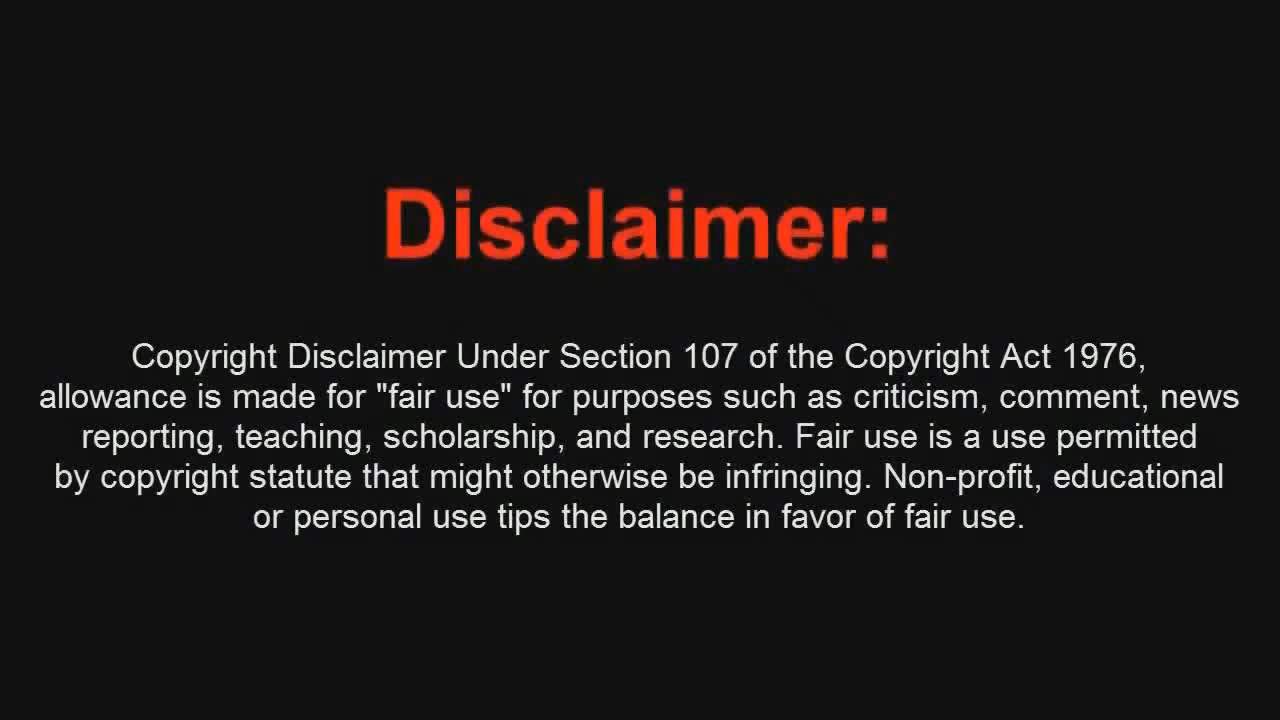 Disclaimer:
Copyright Disclaimer Under Section 107 of the Copyright Act 1976,
allowance is made for "fair use" for purposes such as criticism, comment, news
reporting, teaching, scholarship, and research. Fair use is a use permitted
by copyright statute that might otherwise be infringing. Non-profit, educational
or personal use tips the balance in favor of fair use.